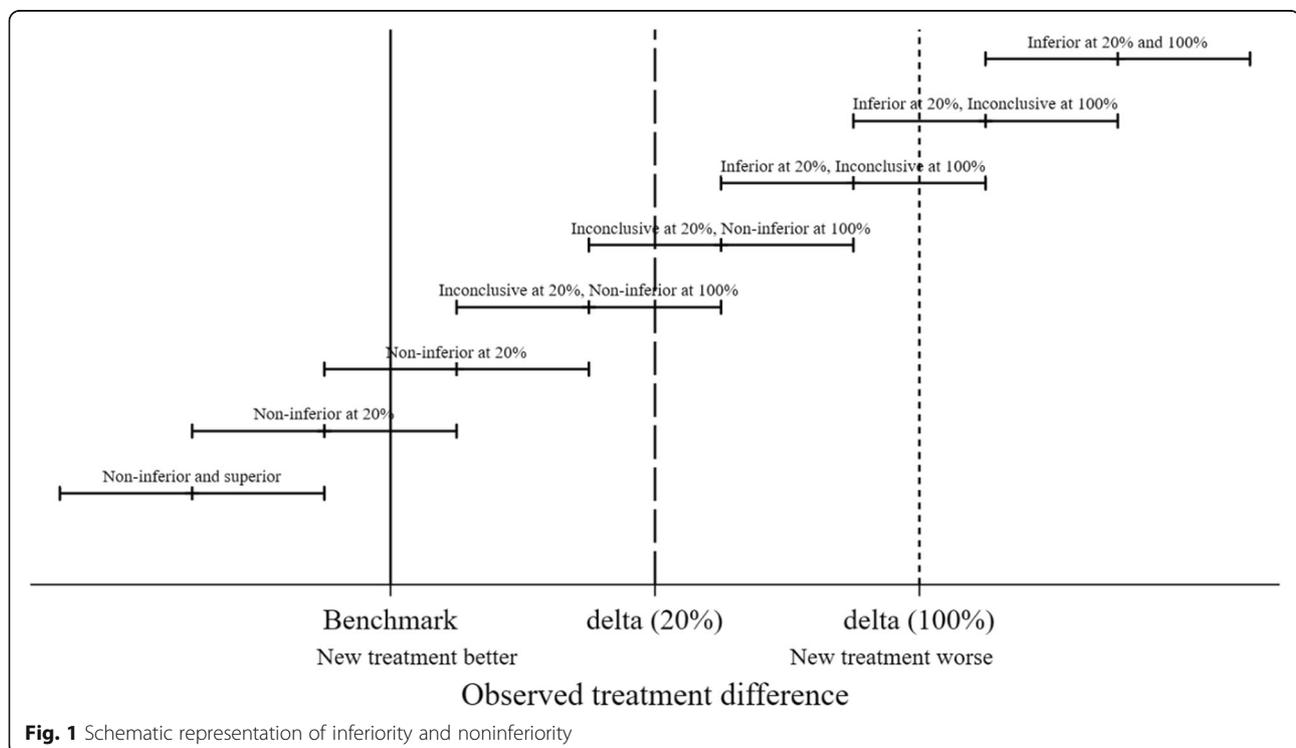 Inferior at 20% and 100%
Inferior at 20%, Inconclusive at 100%
Inferior at 20%, Inconclusive at 100%
Inconclusive at 20%, Non-inferior at 100%
Inconclusive at 20%, Non-inferior at 100%
Non-inferior at 20%
Non-inferior at 20%
Non-inferior and superior
Benchmark delta (20%) delta (100%)
New treatment better New treatment worse
Observed treatment difference
Fig. 1 Schematic representation of inferiority and noninferiority